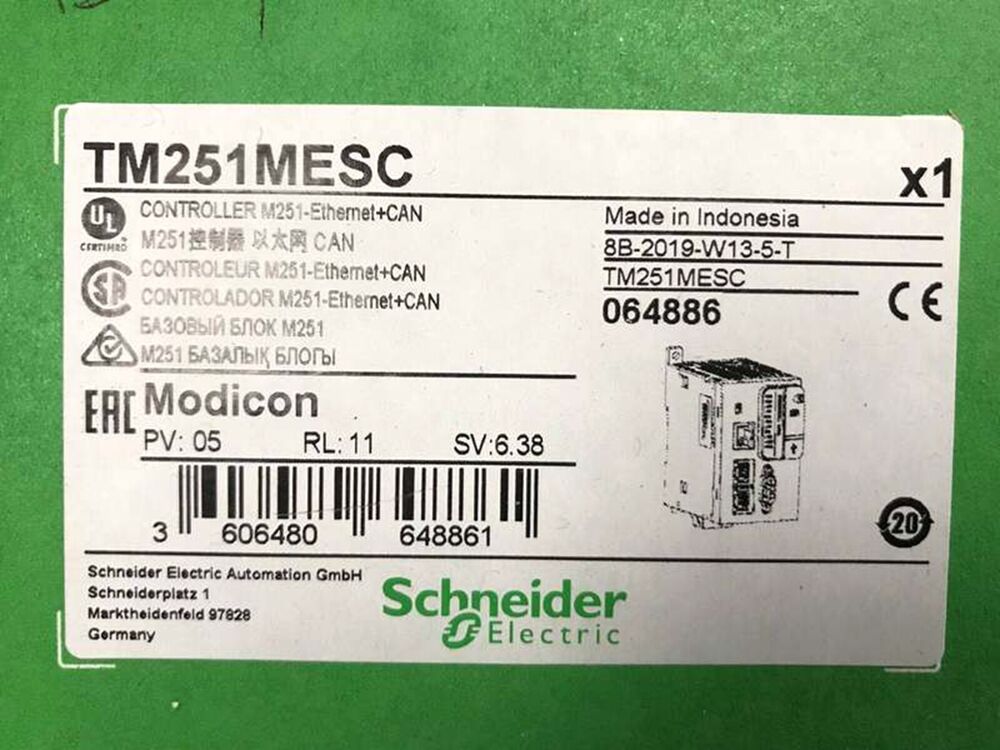 TM251MESC
x1
UL
CERTIFIED
CONTROLLER M251-Ethernet+CAN
M251控制器 以太网 CAN
CONTROLEUR M251-Ethernet+CAN
CONTROLADOR M251-Ethernet+CAN
БАЗОВЫЙ БЛОК M251
M251 БАЗАЛЫҚ БЛОГЫ
Made in Indonesia
8B-2019-W13-5-T
TM251MESC
064886
CE
EAC
Modicon
PV: 05 RL: 11 SV:6.38
3 606480 648861
20
Schneider Electric Automation GmbH
Schneiderplatz 1
Marktheidenfeld 97828
Germany
Schneider
Electric